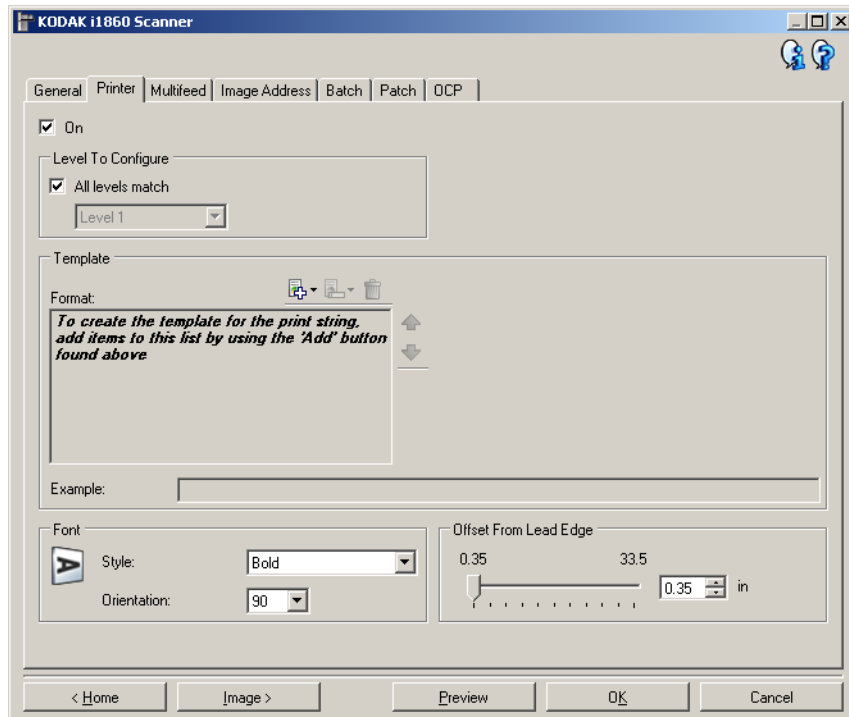 KODAK i1860 Scanner
General Printer Multifeed Image Address Batch Patch OCP
On
Level To Configure
All levels match
Level 1
Template
Format:
To create the template for the print string,
add items to this list by using the 'Add' button
found above
Example:
Font
A
Style: Bold
Orientation: 90
Offset From Lead Edge
0.35 33.5
0.35 in
< Home Image > Preview OK Cancel